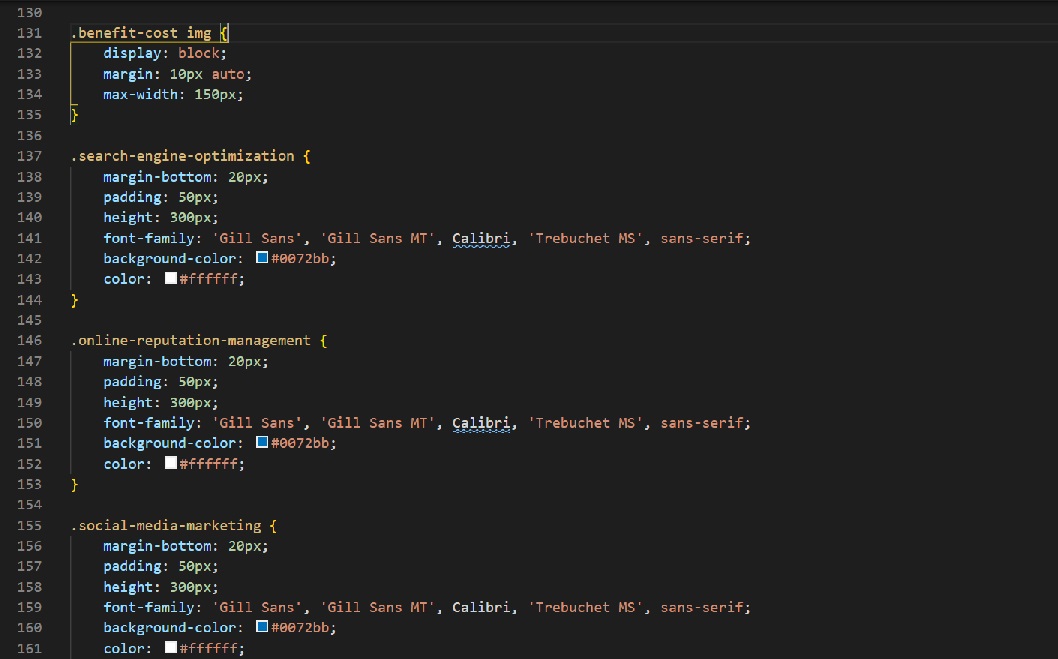 130
131 .benefit-cost img {
132     display: block;
133     margin: 10px auto;
134     max-width: 150px;
135 }
136
137 .search-engine-optimization {
138     margin-bottom: 20px;
139     padding: 50px;
140     height: 300px;
141     font-family: 'Gill Sans', 'Gill Sans MT', Calibri, 'Trebuchet MS', sans-serif;
142     background-color: #0072bb;
143     color: #ffffff;
144 }
145
146 .online-reputation-management {
147     margin-bottom: 20px;
148     padding: 50px;
149     height: 300px;
150     font-family: 'Gill Sans', 'Gill Sans MT', Calibri, 'Trebuchet MS', sans-serif;
151     background-color: #0072bb;
152     color: #ffffff;
153 }
154
155 .social-media-marketing {
156     margin-bottom: 20px;
157     padding: 50px;
158     height: 300px;
159     font-family: 'Gill Sans', 'Gill Sans MT', Calibri, 'Trebuchet MS', sans-serif;
160     background-color: #0072bb;
161     color: #ffffff;